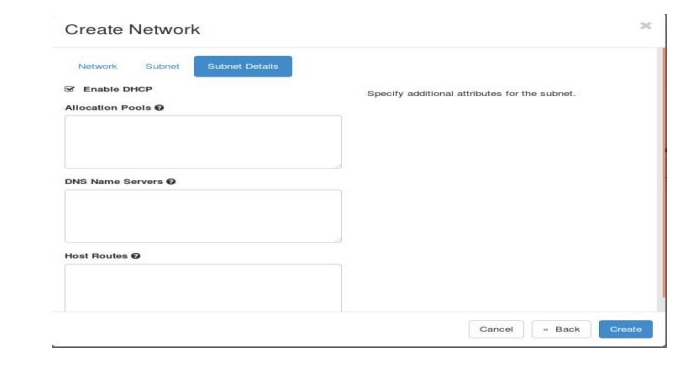 Create Network
Network Subnet Subnet Details
Enable DHCP
Specify additional attributes for the subnet.
Allocation Pools
DNS Name Servers
Host Routes
Cancel « Back Create